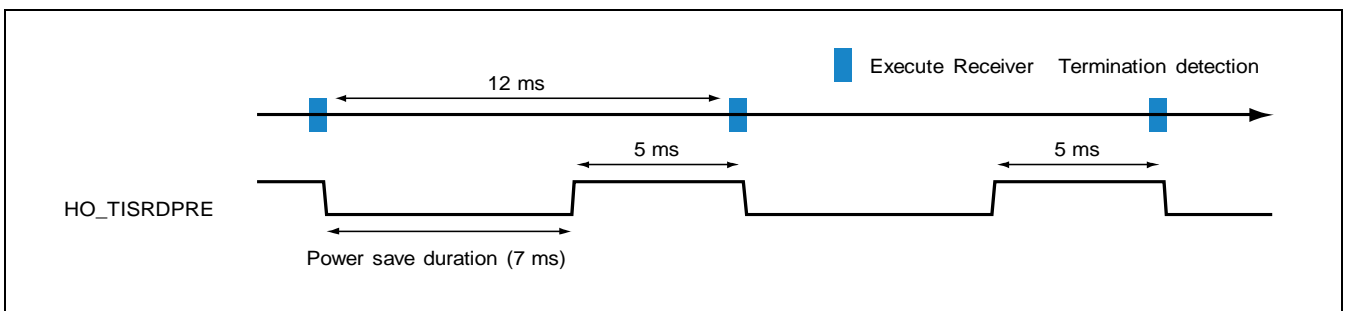 Execute Receiver Termination detection
12 ms
5 ms
5 ms
HO_TISRDPRE
Power save duration (7 ms)